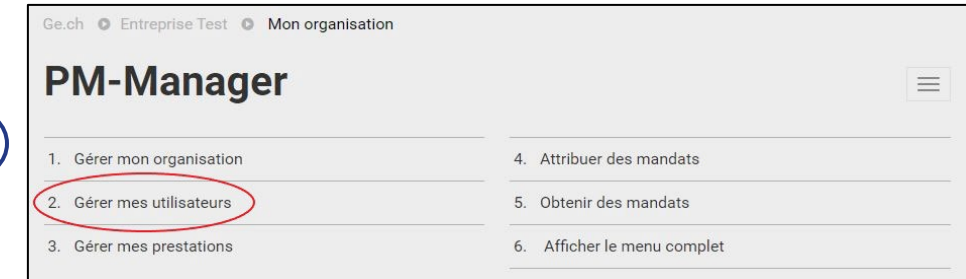 Ge.ch Entreprise Test Mon organisation
PM-Manager
1. Gérer mon organisation
2. Gérer mes utilisateurs
3. Gérer mes prestations
4. Attribuer des mandats
5. Obtenir des mandats
6. Afficher le menu complet